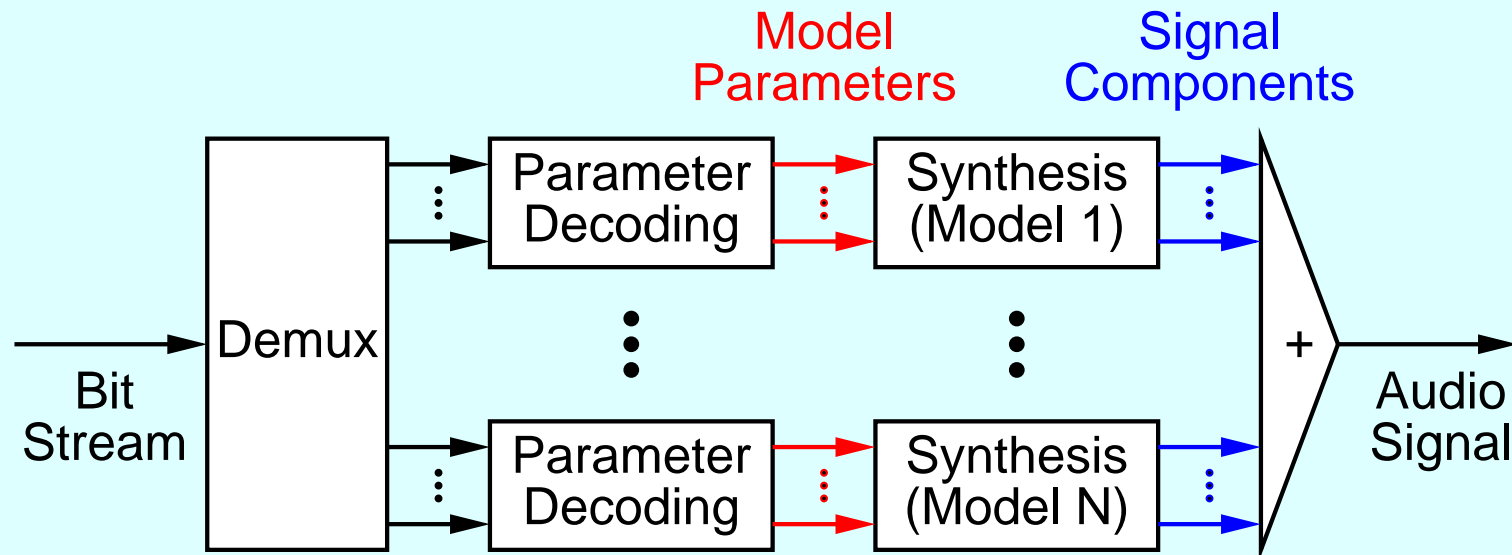 Model
Parameters
Signal
Components
Parameter
Decoding
Synthesis
(Model 1)
Demux
+
Bit
Stream
Audio
Signal
Parameter
Decoding
Synthesis
(Model N)